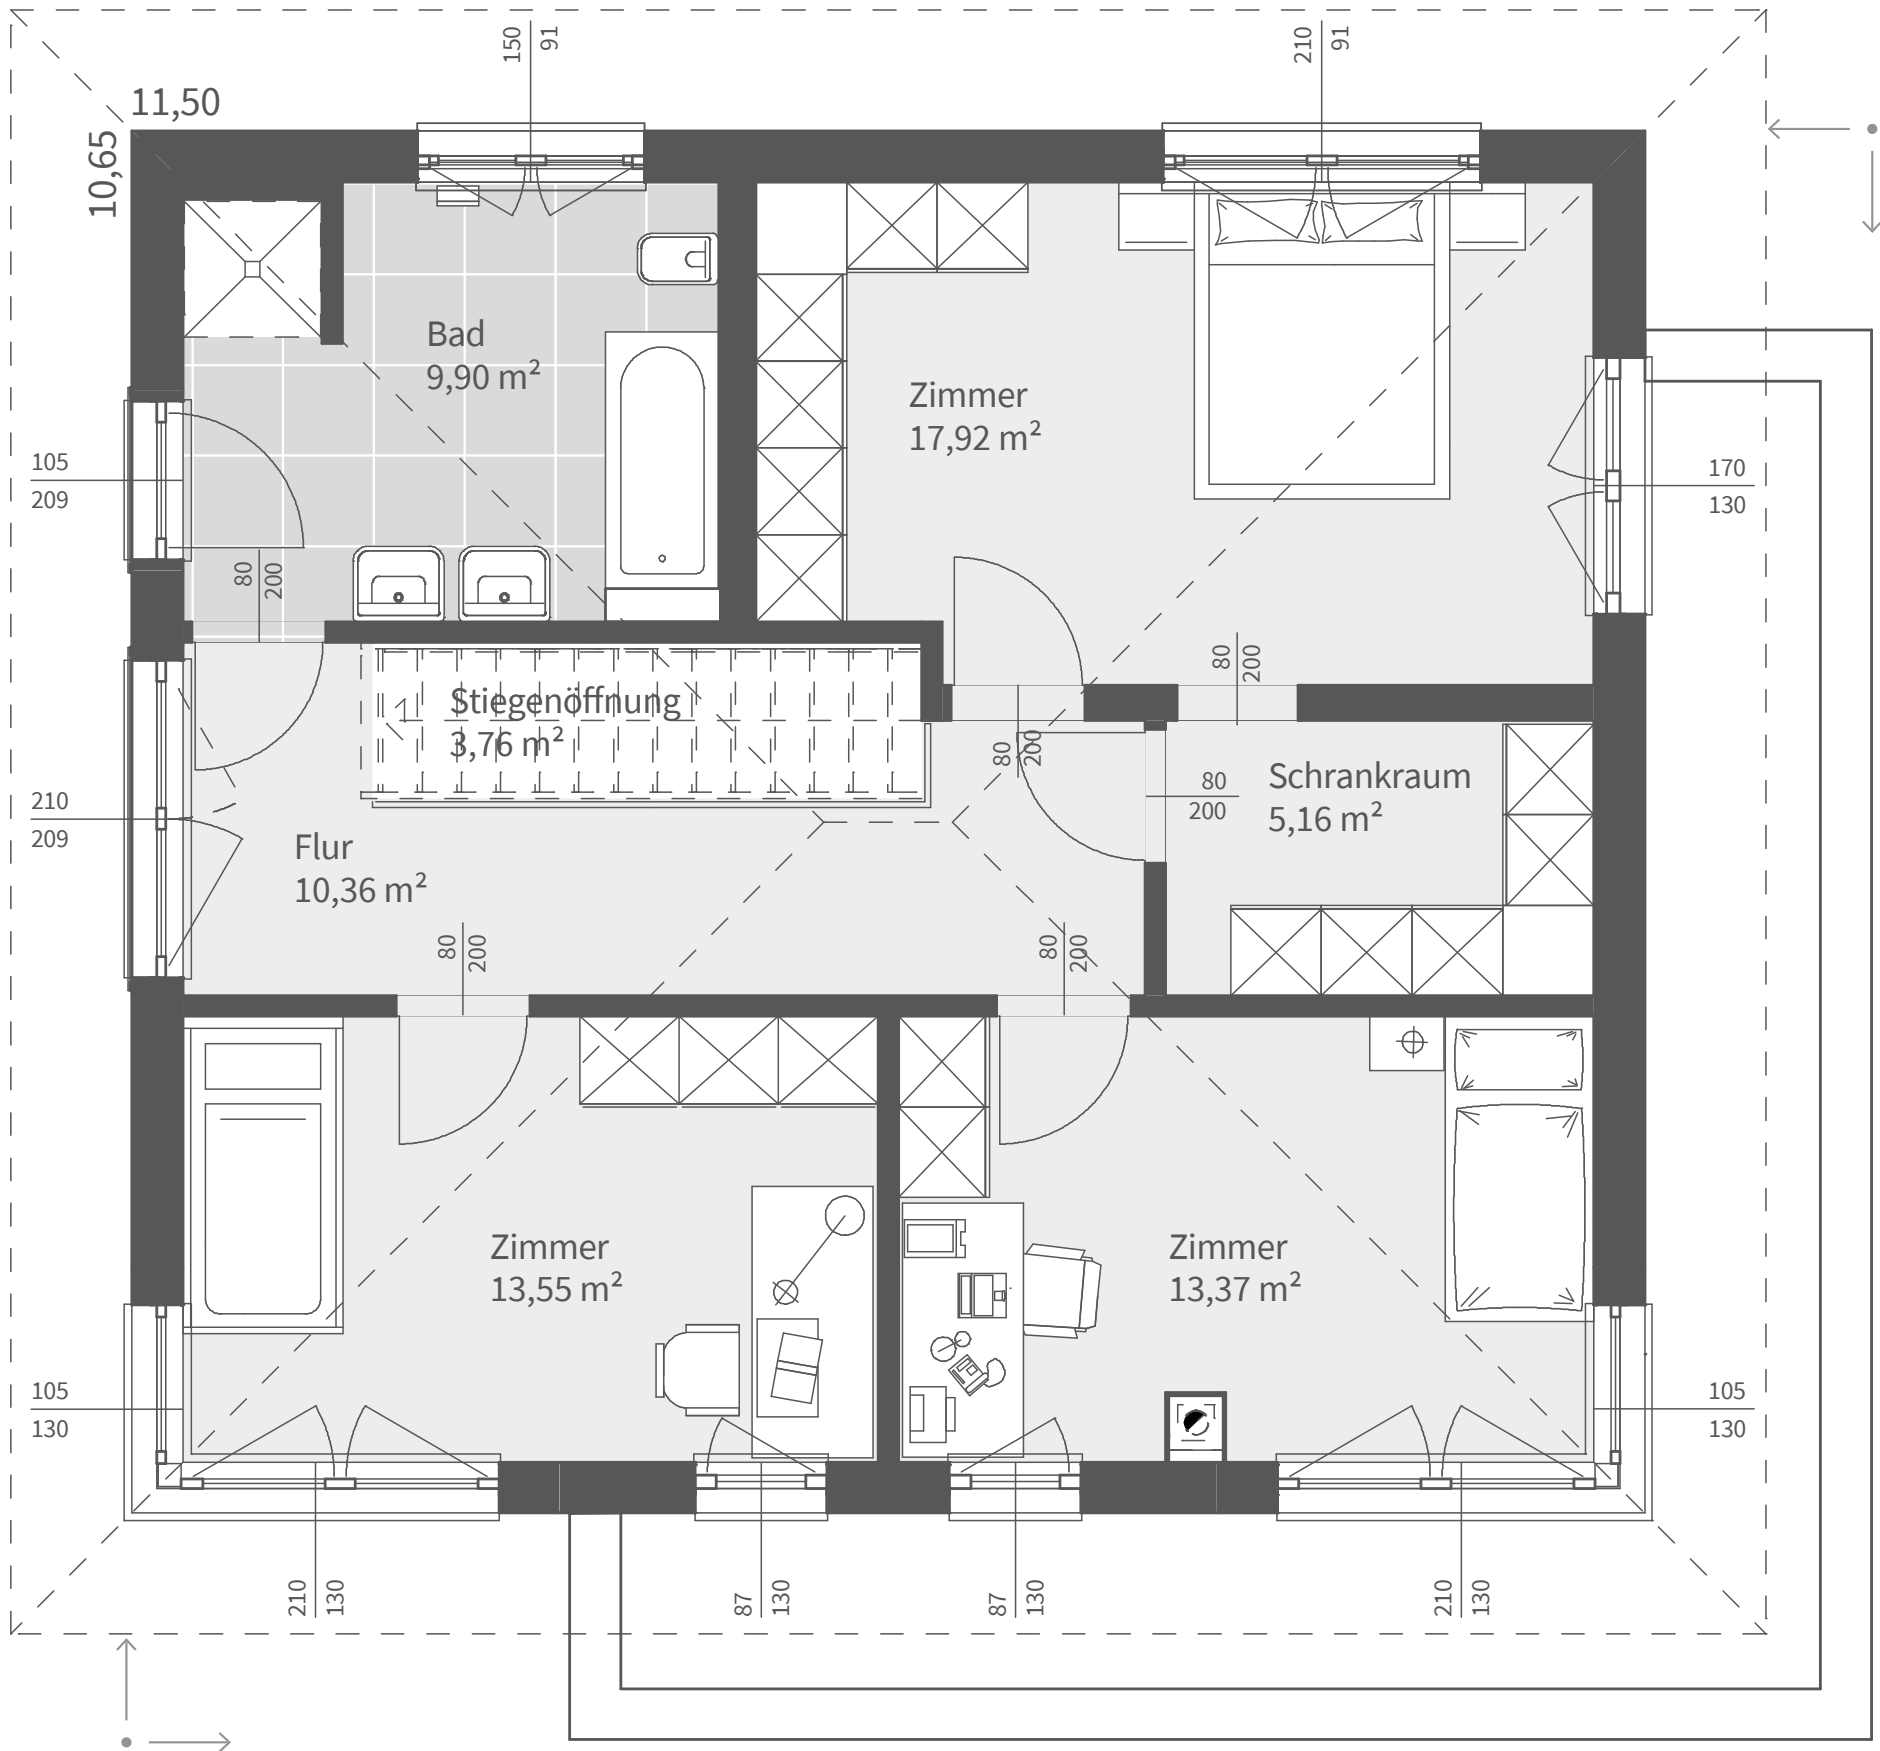 150
91
210
91
11,50
10,65
Bad
9,90 m²
Zimmer
17,92 m²
105
209
170
130
80
200
80
200
Stiegenöffnung
3,76 m²
80
200
80
200
Schrankraum
5,16 m²
210
209
Flur
10,36 m²
80
200
80
200
Zimmer
13,55 m²
Zimmer
13,37 m²
105
130
105
130
210
130
87
130
87
130
210
130